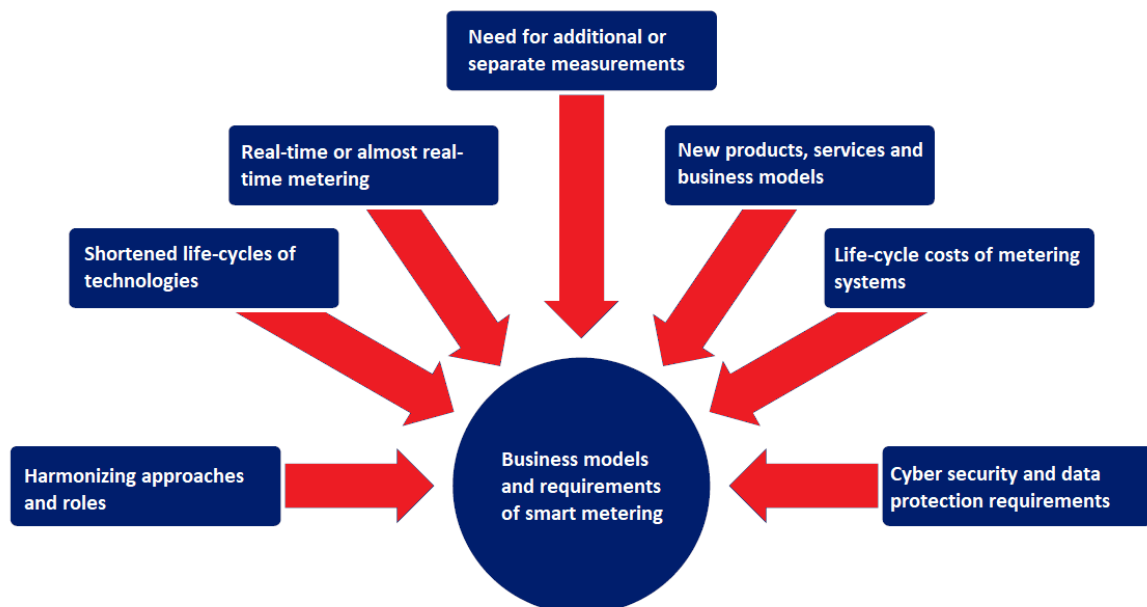 Need for additional or
separate measurements
Real-time or almost real-
time metering
New products, services and
business models
Shortened life-cycles of
technologies
Life-cycle costs of metering
systems
Harmonizing approaches
and roles
Business models
and requirements
of smart metering
Cyber security and data
protection requirements